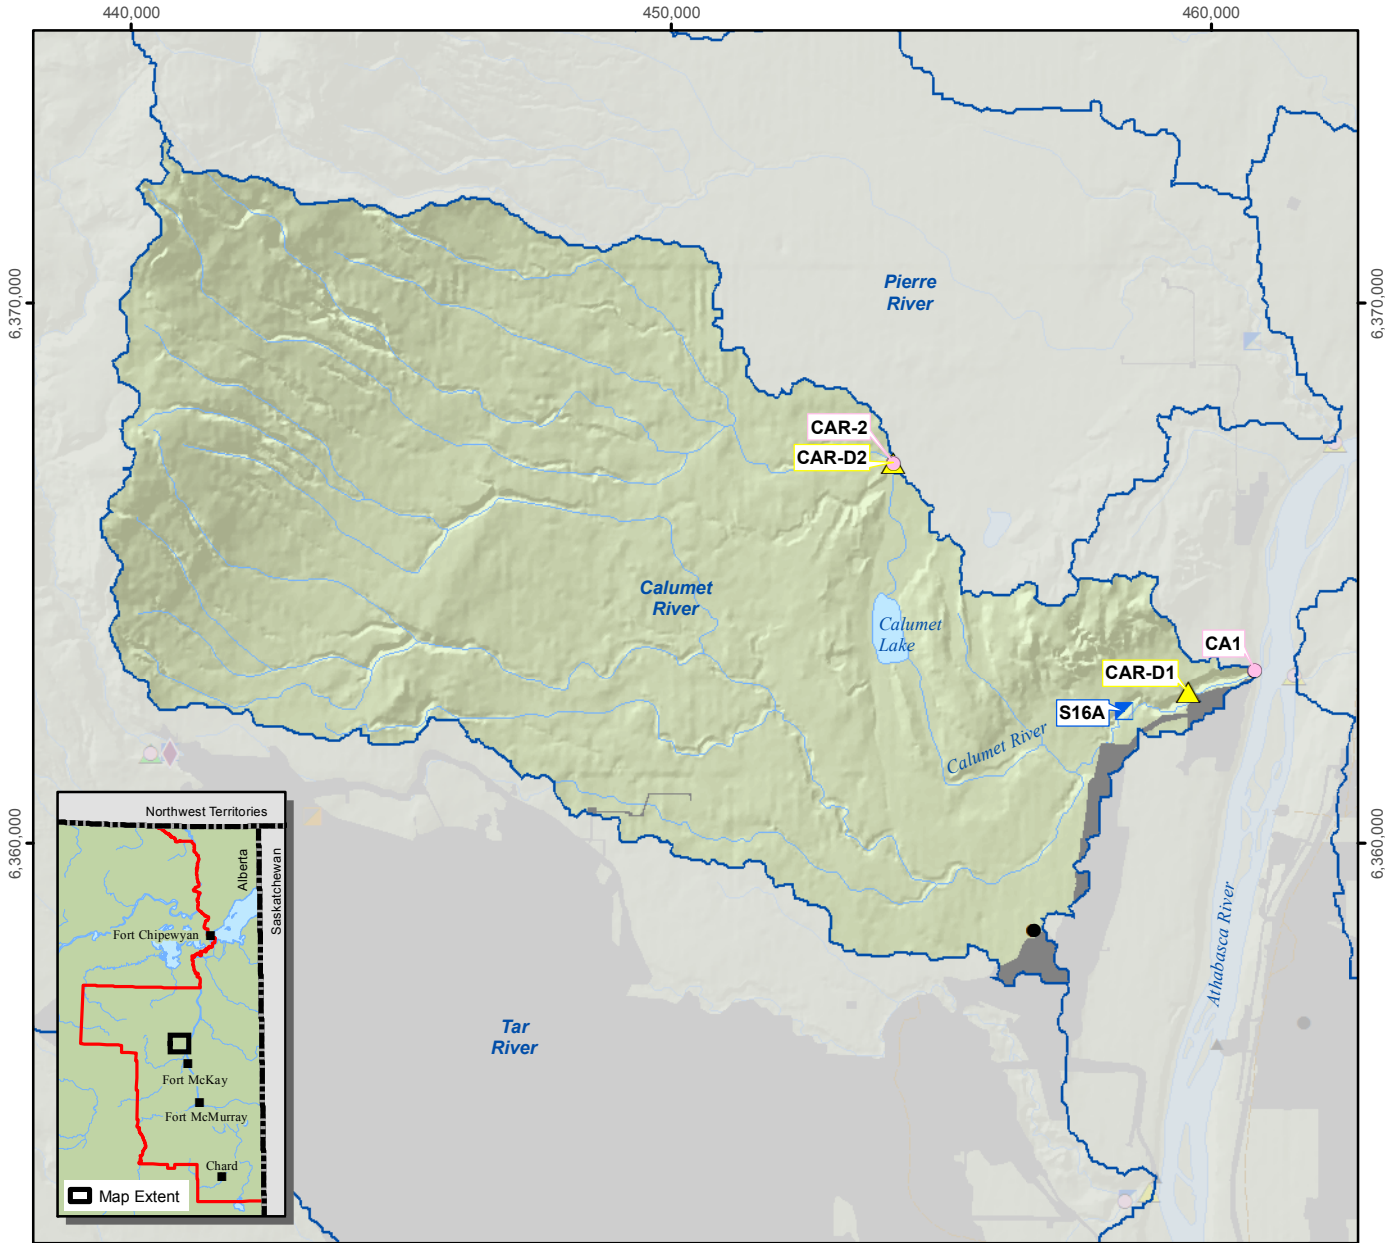 440,000
450,000
460,000
6,370,000
6,370,000
Pierre
River
CAR-2
CAR-D2
Calumet
River
Calumet
Lake
CA1
CAR-D1
S16A
Calumet River
6,360,000
6,360,000
Athabasca River
Tar
River
Northwest Territories
Alberta
Saskatchewan
Fort Chipewyan
Fort McKay
Fort McMurray
Chard
Map Extent